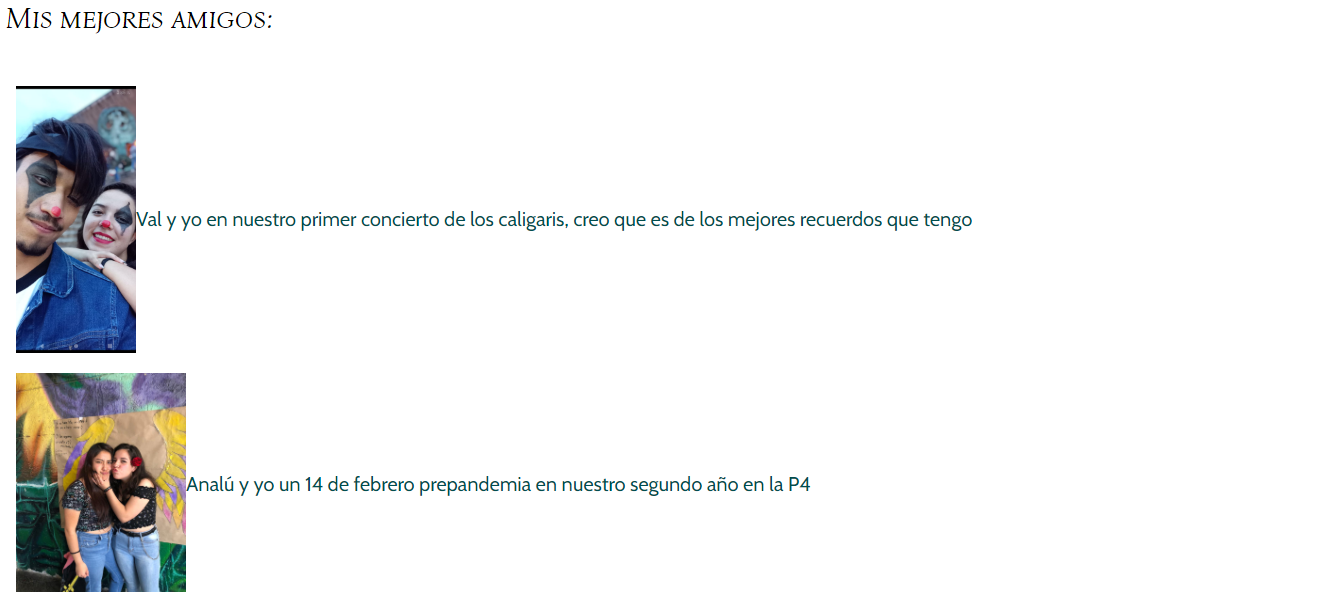 Mis mejores amigos:
Val y yo en nuestro primer concierto de los caligaris, creo que es de los mejores recuerdos que tengo
Analú y yo un 14 de febrero prepandemia en nuestro segundo año en la P4